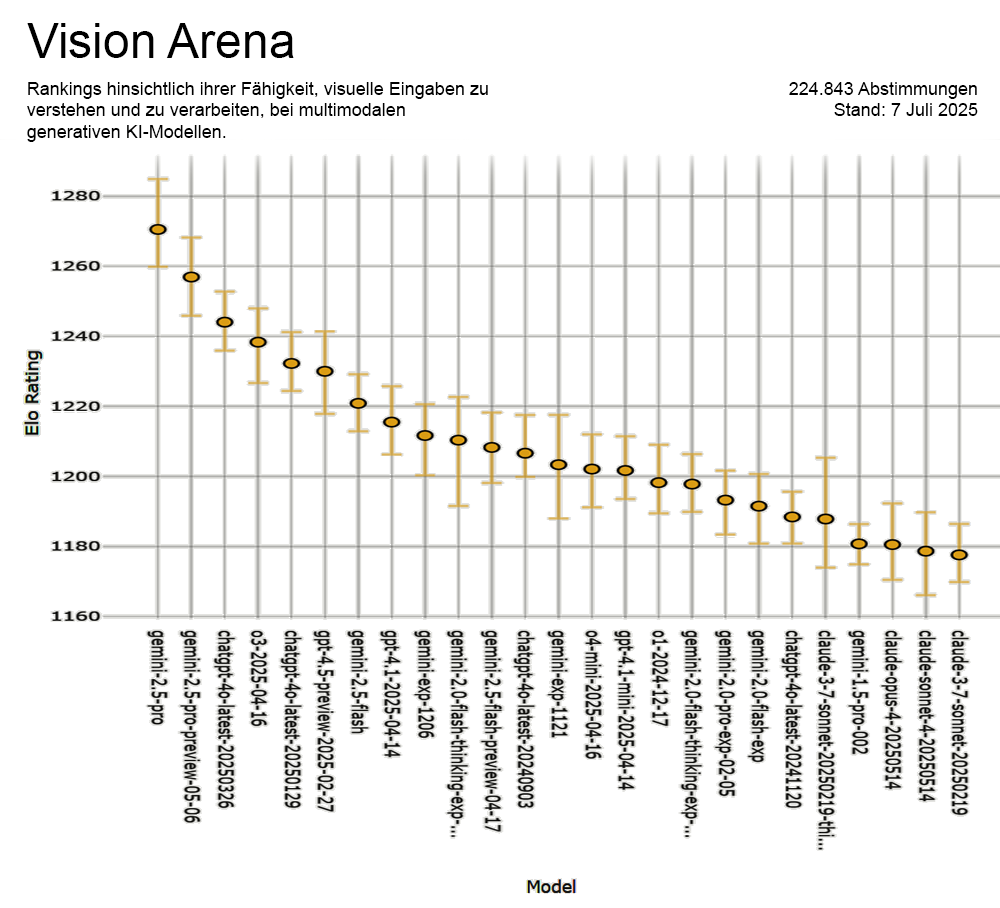 Vision Arena
Rankings hinsichtlich ihrer Fähigkeit, visuelle Eingaben zu
verstehen und zu verarbeiten, bei multimodalen
generativen KI-Modellen.
224.843 Abstimmungen
Stand: 7 Juli 2025
Elo Rating
1280
1260
1240
1220
1200
1180
1160
gemini-2.5-pro
gemini-2.5-pro-preview-05-06
chatgpt-4o-latest-20250326
o3-2025-04-16
chatgpt-4o-latest-20250129
gpt-4.5-preview-2025-02-27
gemini-2.5-flash
gpt-4.1-2025-04-14
gemini-exp-1206
gemini-2.0-flash-thinking-exp-...
gemini-2.5-flash-preview-04-17
chatgpt-4o-latest-20240903
gemini-exp-1121
o4-mini-2025-04-16
gpt-4.1-mini-2025-04-14
o1-2024-12-17
gemini-2.0-flash-thinking-exp-...
gemini-2.0-pro-exp-02-05
gemini-2.0-flash-exp
chatgpt-4o-latest-20241120
claude-3-7-sonnet-20250219-thi...
gemini-1.5-pro-002
claude-opus-4-20250514
claude-sonnet-4-20250514
claude-3-7-sonnet-20250219
Model